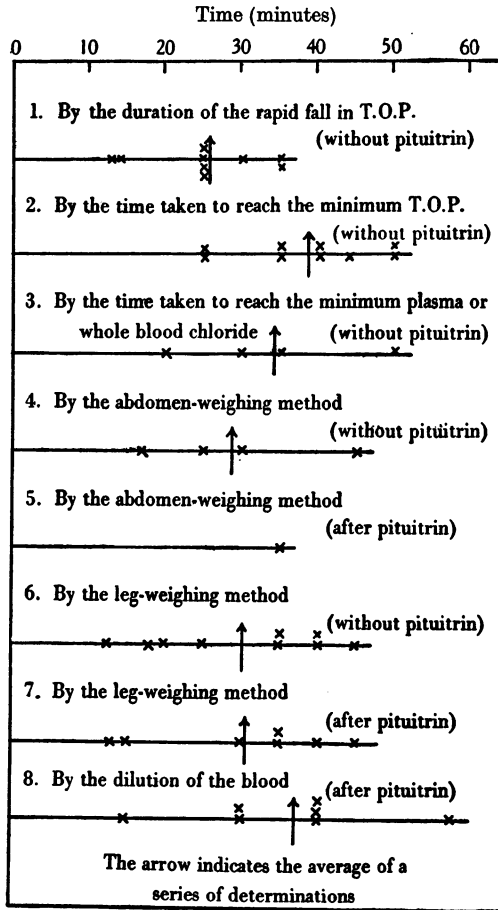 Time (minutes)
0 10 20 30 40 50 60
1. By the duration of the rapid fall in T.O.P.
(without pituitrin)
2. By the time taken to reach the minimum T.O.P.
(without pituitrin)
3. By the time taken to reach the minimum plasma or
whole blood chloride (without pituitrin)
4. By the abdomen-weighing method
(without pituitrin)
5. By the abdomen-weighing method
(after pituitrin)
6. By the leg-weighing method
(without pituitrin)
7. By the leg-weighing method
(after pituitrin)
8. By the dilution of the blood
(after pituitrin)
The arrow indicates the average of a
series of determinations